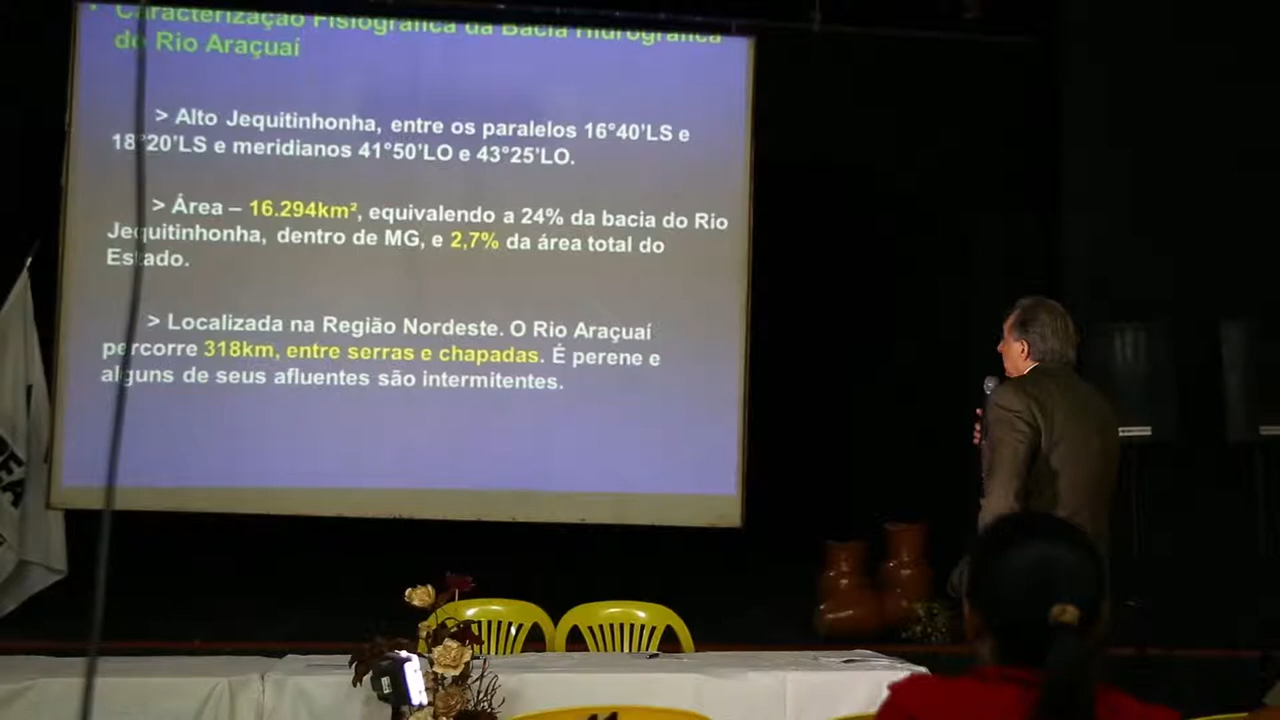 Caracterização Fisiográfica da Bacia Hidrográfica
do Rio Araçuaí
> Alto Jequitinhonha, entre os paralelos 16°40'LS e
18°20'LS e meridianos 41°50'LO e 43°25'LO.
> Área – 16.294km², equivalendo a 24% da bacia do Rio
Jequitinhonha, dentro de MG, e 2,7% da área total do
Estado.
> Localizada na Região Nordeste. O Rio Araçuaí
percorre 318km, entre serras e chapadas. É perene e
alguns de seus afluentes são intermitentes.